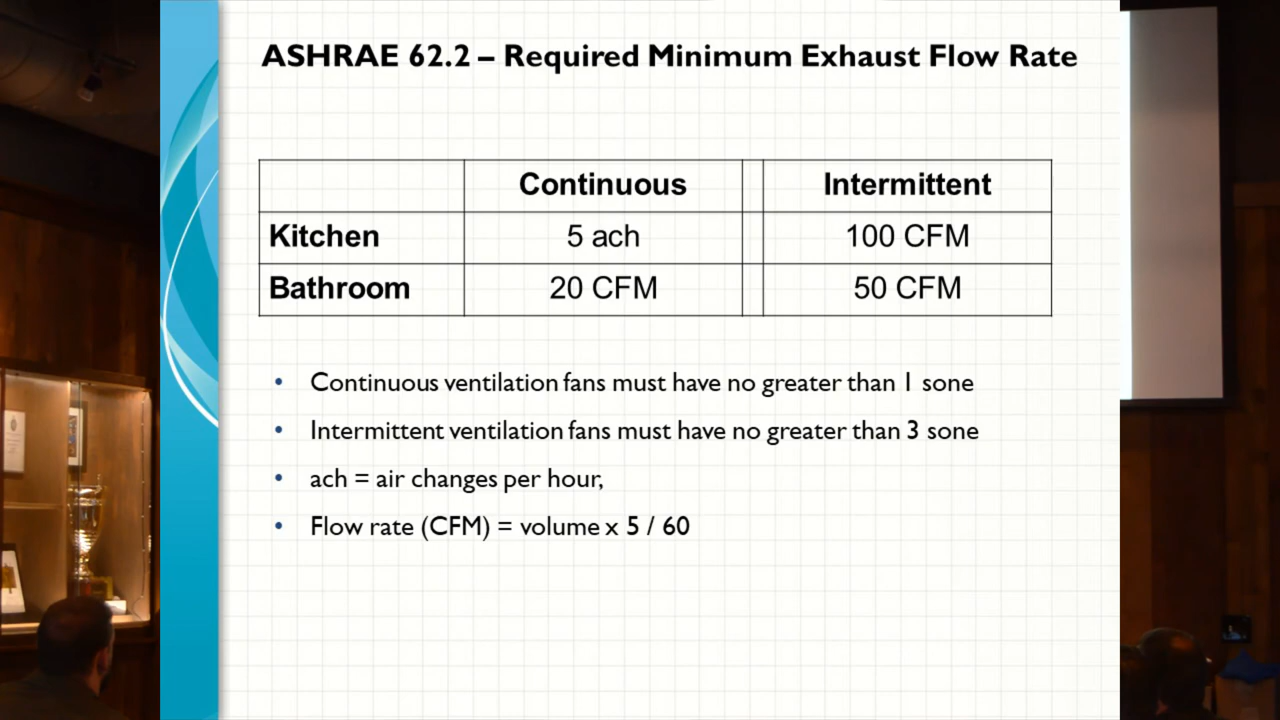 ASHRAE 62.2 – Required Minimum Exhaust Flow Rate
Continuous Intermittent
Kitchen 5 ach 100 CFM
Bathroom 20 CFM 50 CFM
• Continuous ventilation fans must have no greater than 1 sone
• Intermittent ventilation fans must have no greater than 3 sone
• ach = air changes per hour,
• Flow rate (CFM) = volume x 5 / 60